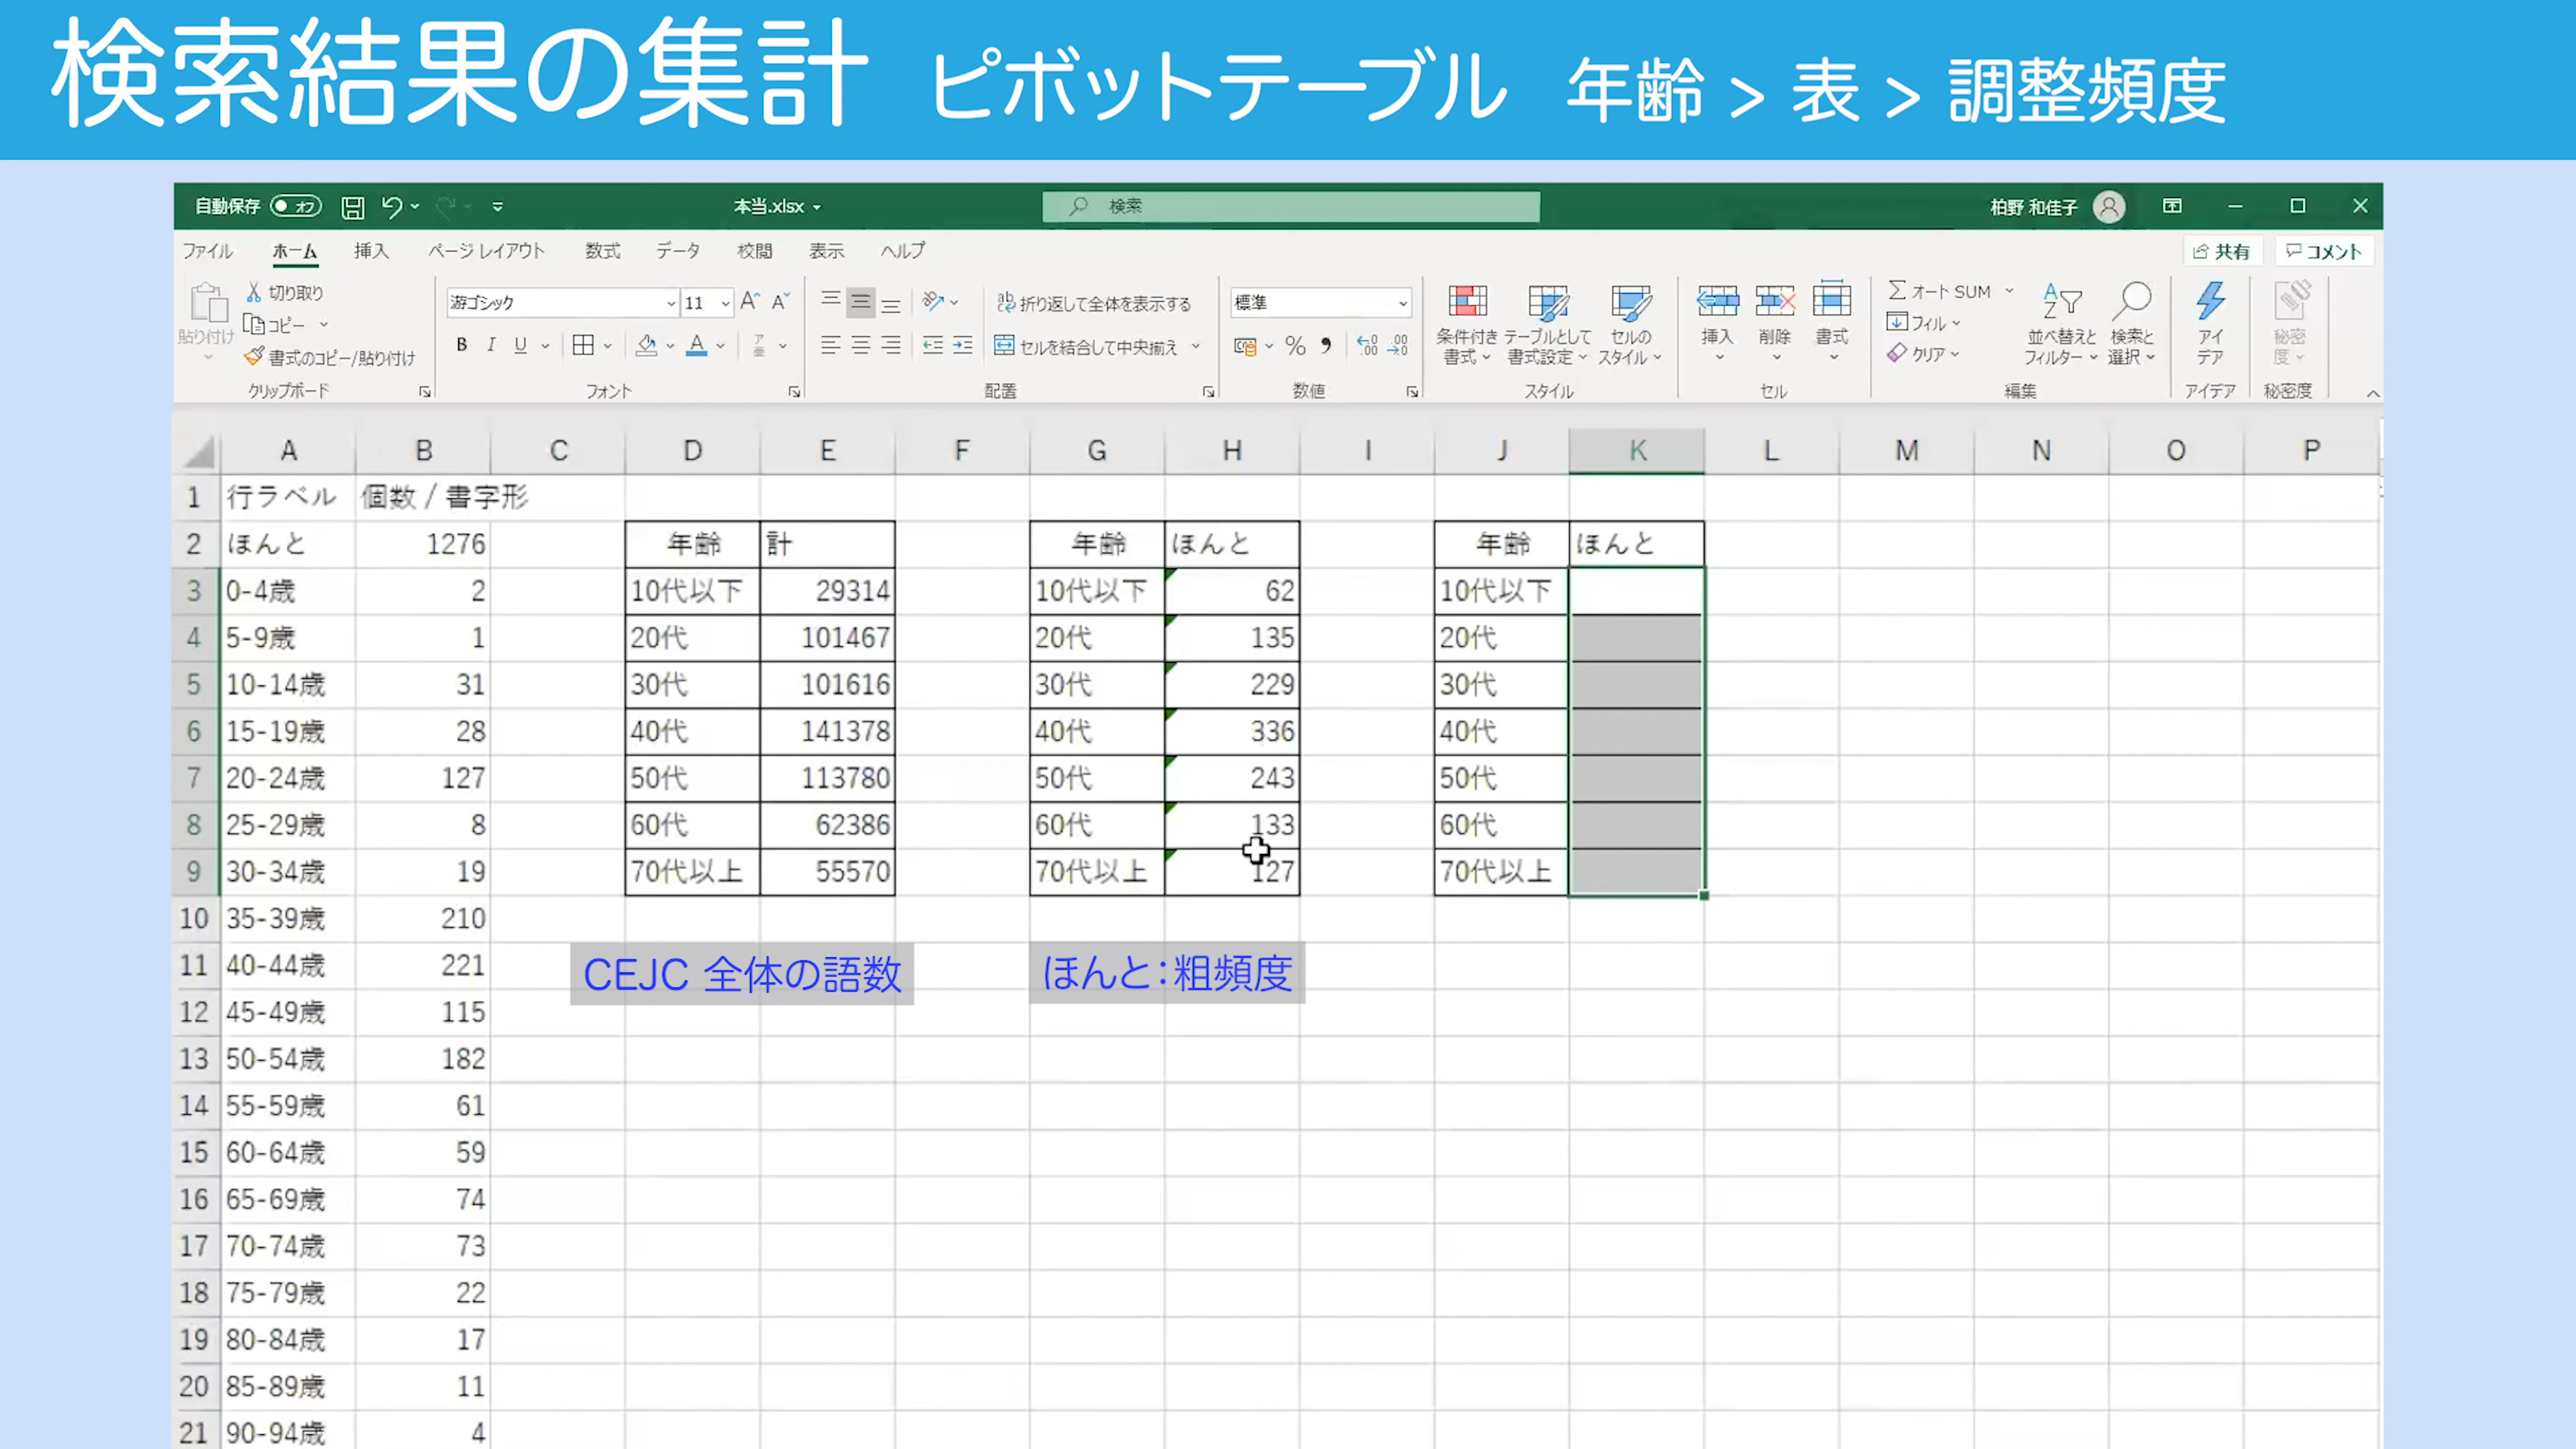 検索結果の集計 ピボットテーブル 年齢 > 表 > 調整頻度
自動保存 オフ 本当.xlsx 検索 柏野 和佳子
ファイル ホーム 挿入 ページ レイアウト 数式 データ 校閲 表示 ヘルプ 共有 コメント
貼り付け 切り取り コピー 書式のコピー/貼り付け クリップボード
游ゴシック 11 B I U フォント
折り返して全体を表示する セルを結合して中央揃え 配置
標準 % 数値
条件付き書式 テーブルとして書式設定 セルのスタイル スタイル
挿入 削除 書式 セル
オート SUM フィル クリア 並べ替えとフィルター 検索と選択 編集
アイデア アイデア
秘密度 秘密度
A B C D E F G H I J K L M N O P
1 行ラベル 個数 / 書字形
2 ほんと 1276 年齢 計 年齢 ほんと 年齢 ほんと
3 0-4歳 2 10代以下 29314 10代以下 62 10代以下
4 5-9歳 1 20代 101467 20代 135 20代
5 10-14歳 31 30代 101616 30代 229 30代
6 15-19歳 28 40代 141378 40代 336 40代
7 20-24歳 127 50代 113780 50代 243 50代
8 25-29歳 8 60代 62386 60代 133 60代
9 30-34歳 19 70代以上 55570 70代以上 127 70代以上
10 35-39歳 210
11 40-44歳 221 CEJC 全体の語数 ほんと：粗頻度
12 45-49歳 115
13 50-54歳 182
14 55-59歳 61
15 60-64歳 59
16 65-69歳 74
17 70-74歳 73
18 75-79歳 22
19 80-84歳 17
20 85-89歳 11
21 90-94歳 4